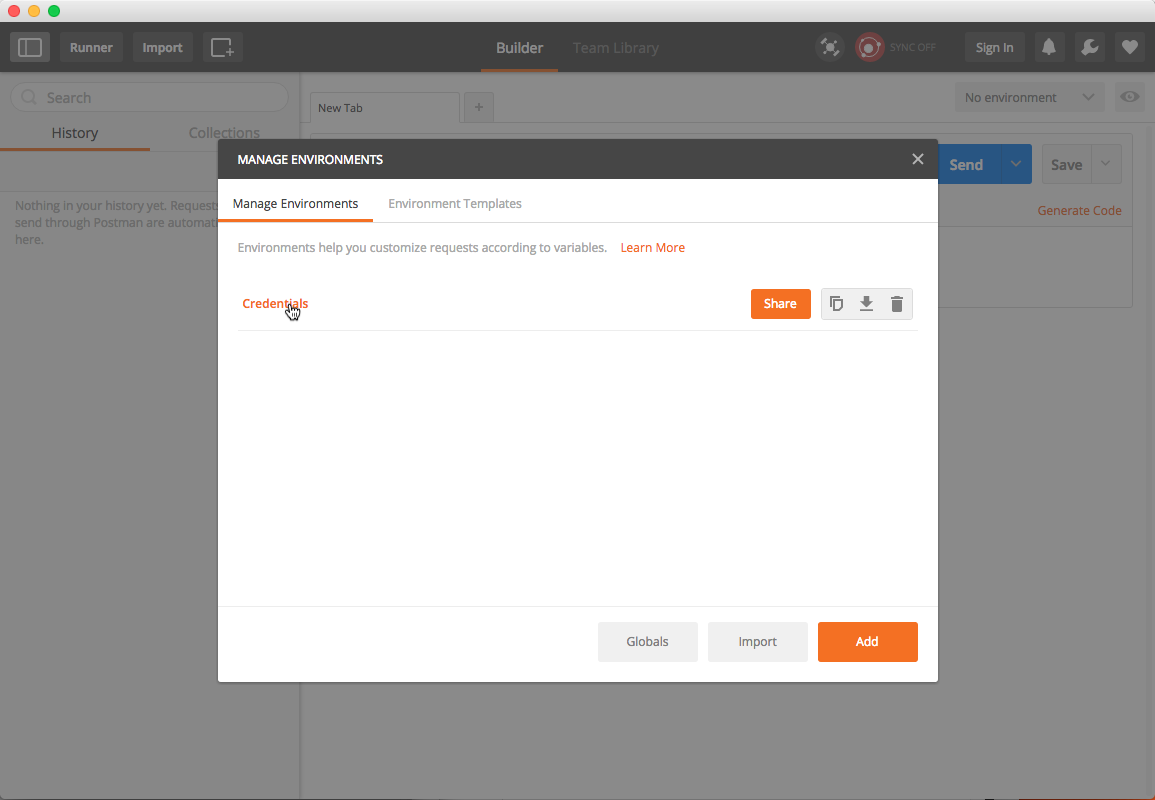 Runner
Import
Builder
Team Library
SYNC OFF
Sign In
Search
History
Collections
New Tab
+
No environment
Nothing in your history yet. Requests
send through Postman are automati
here.
MANAGE ENVIRONMENTS
Send
Save
Generate Code
Manage Environments
Environment Templates
Environments help you customize requests according to variables. Learn More
Credentials
Share
Globals
Import
Add